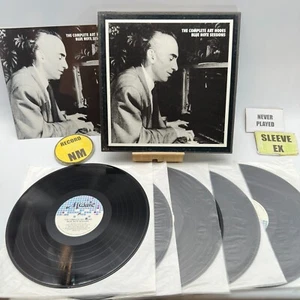 THE COMPLETE ART
BLUE NOTE SESSIONS
THE COMPLETE ART HODES
BLUE NOTE SESSIONS
NEVER
PLAYED
SLEEVE
EX
RECORD
NM
Mosaic